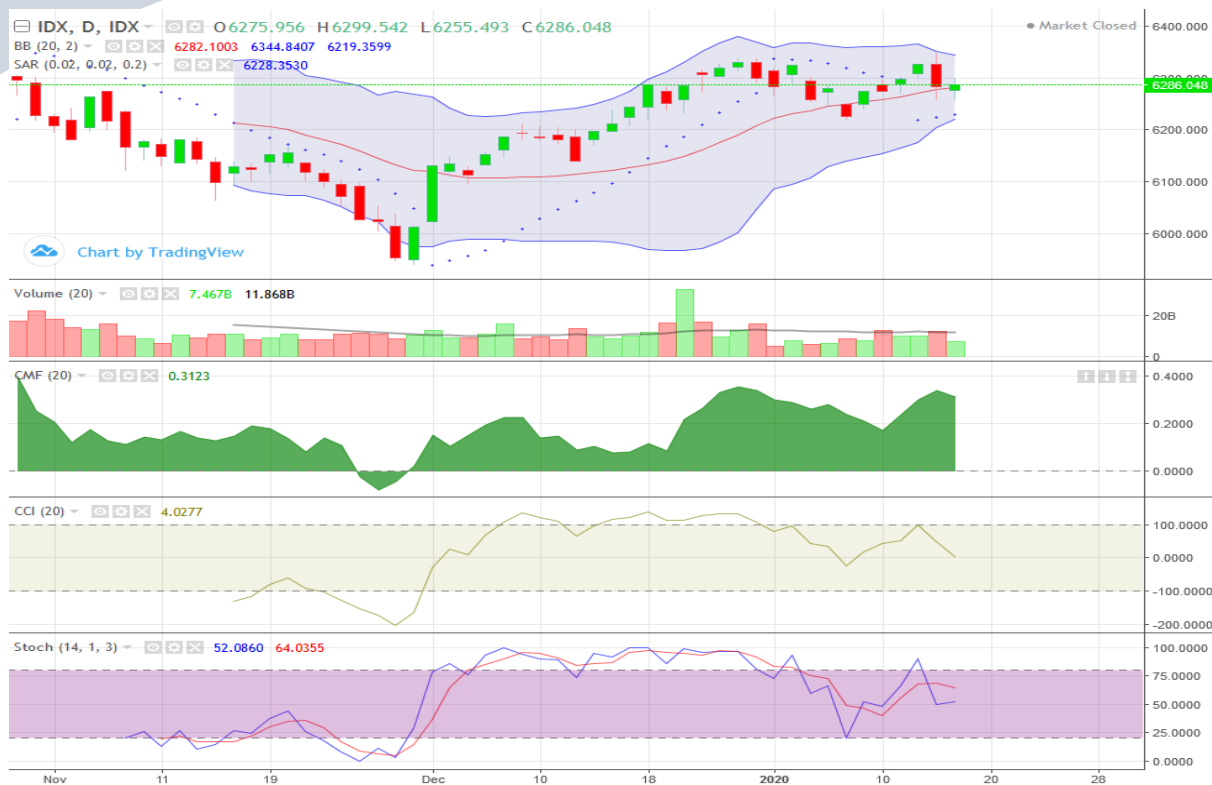 IDX, D, IDX O6275.956 H6299.542 L6255.493 C6286.048
Market Closed
BB (20, 2) 6282.1003 6344.8407 6219.3599
SAR (0.02, 0.02, 0.2) 6228.3530
6400.000
6300.000
6286.048
6200.000
6100.000
6000.000
Chart by TradingView
Volume (20) 7.467B 11.868B
20B
0
CMF (20) 0.3123
0.4000
0.2000
0.0000
CCI (20) 4.0277
100.0000
0.0000
-100.0000
-200.0000
Stoch (14, 1, 3) 52.0860 64.0355
100.0000
75.0000
50.0000
25.0000
0.0000
Nov 11 19 Dec 10 18 2020 10 20 28